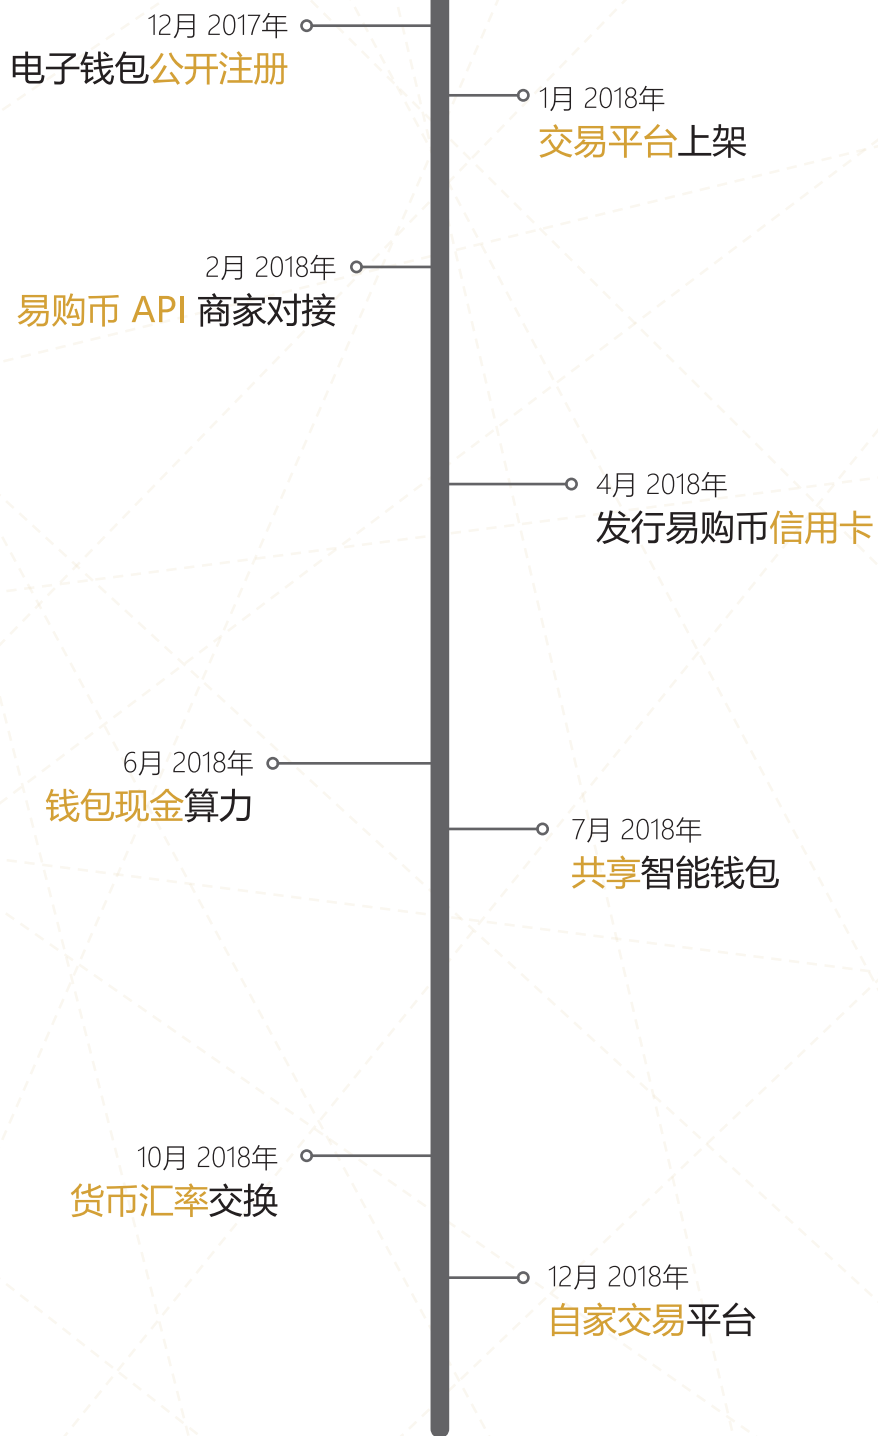 12月 2017年
电子钱包公开注册
1月 2018年
交易平台上架
2月 2018年
易购币 API 商家对接
4月 2018年
发行易购币信用卡
6月 2018年
钱包现金算力
7月 2018年
共享智能钱包
10月 2018年
货币汇率交换
12月 2018年
自家交易平台